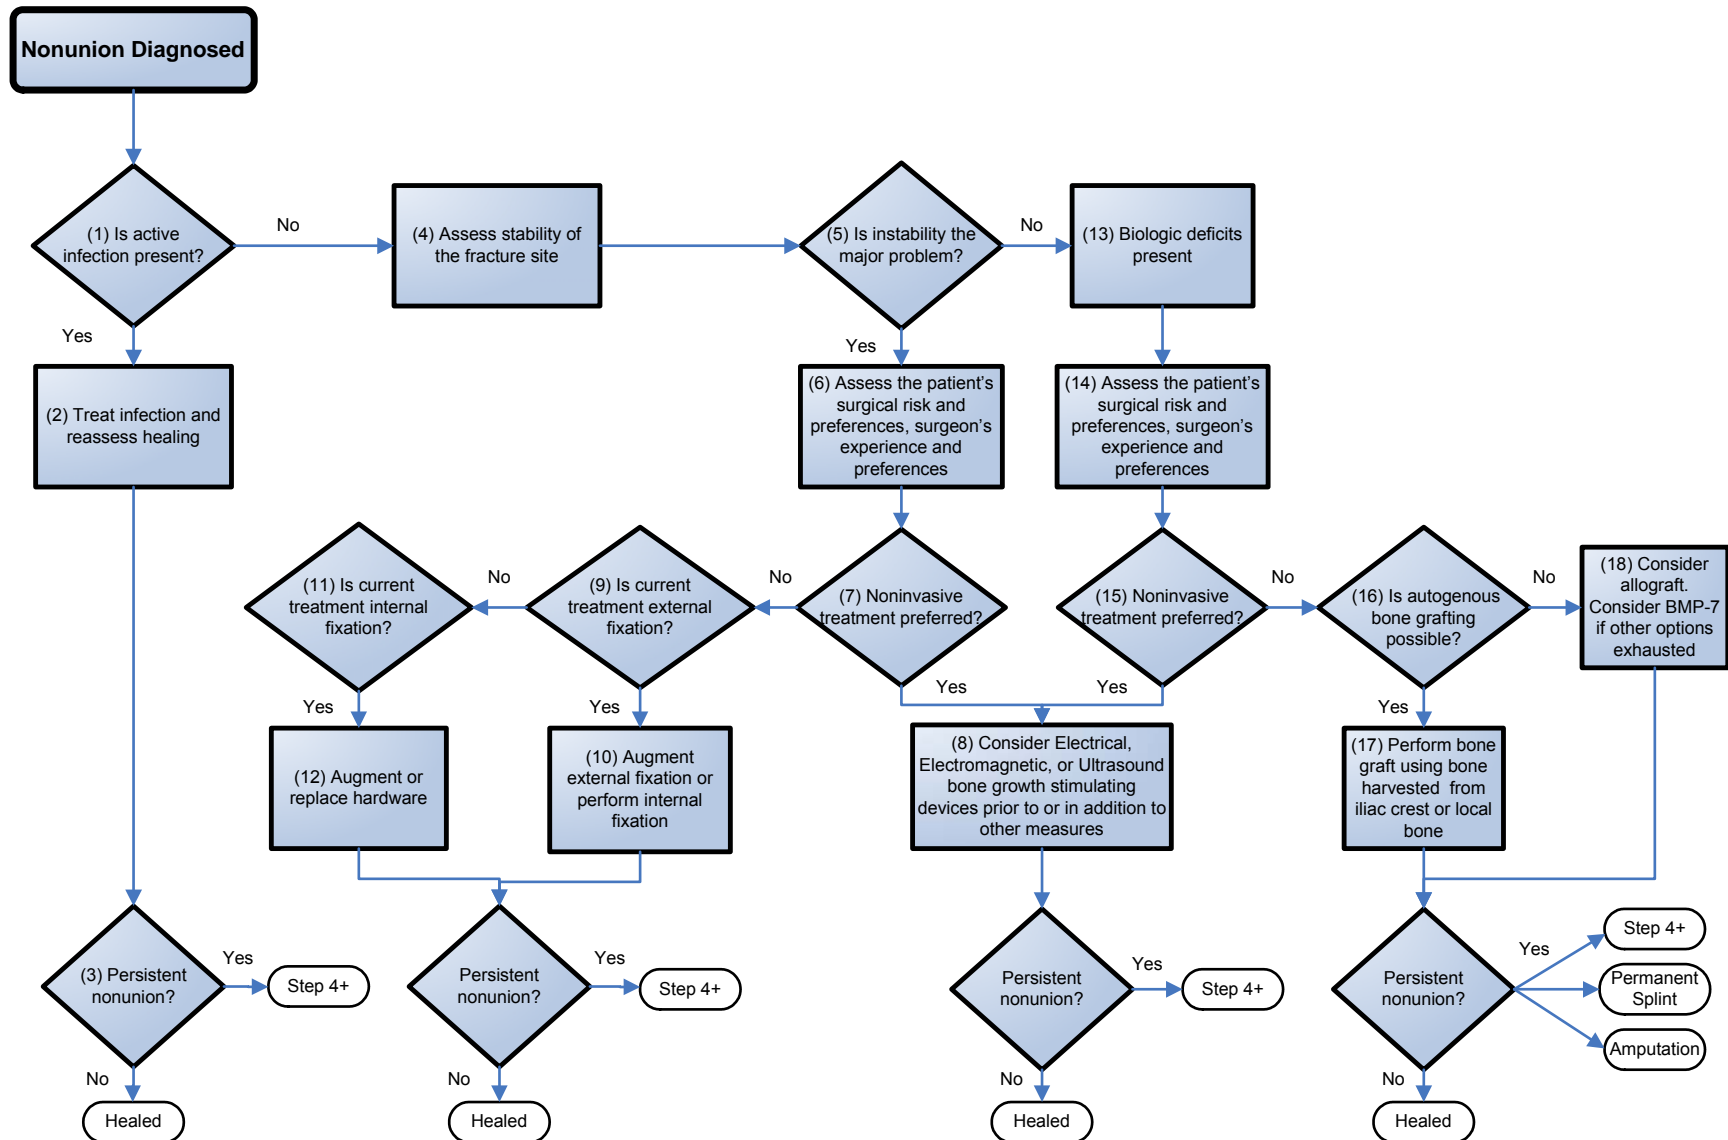 Nonunion Diagnosed
(1) Is active
infection present?
No
Yes
(4) Assess stability of
the fracture site
(5) Is instability the
major problem?
No
Yes
(13) Biologic deficits
present
(2) Treat infection and
reassess healing
(6) Assess the patient’s
surgical risk and
preferences, surgeon’s
experience and
preferences
(14) Assess the patient’s
surgical risk and
preferences, surgeon’s
experience and
preferences
(11) Is current
treatment internal
fixation?
No
(9) Is current
treatment external
fixation?
No
(7) Noninvasive
treatment preferred?
(15) Noninvasive
treatment preferred?
No
(16) Is autogenous
bone grafting
possible?
No
(18) Consider
allograft.
Consider BMP-7
if other options
exhausted
Yes
Yes
Yes
Yes
Yes
(12) Augment or
replace hardware
(10) Augment
external fixation or
perform internal
fixation
(8) Consider Electrical,
Electromagnetic, or Ultrasound
bone growth stimulating
devices prior to or in addition to
other measures
(17) Perform bone
graft using bone
harvested from
iliac crest or local
bone
(3) Persistent
nonunion?
Yes
Step 4+
No
Healed
Persistent
nonunion?
Yes
Step 4+
No
Healed
Persistent
nonunion?
Yes
Step 4+
No
Healed
Persistent
nonunion?
Yes
Step 4+
Permanent
Splint
Amputation
No
Healed